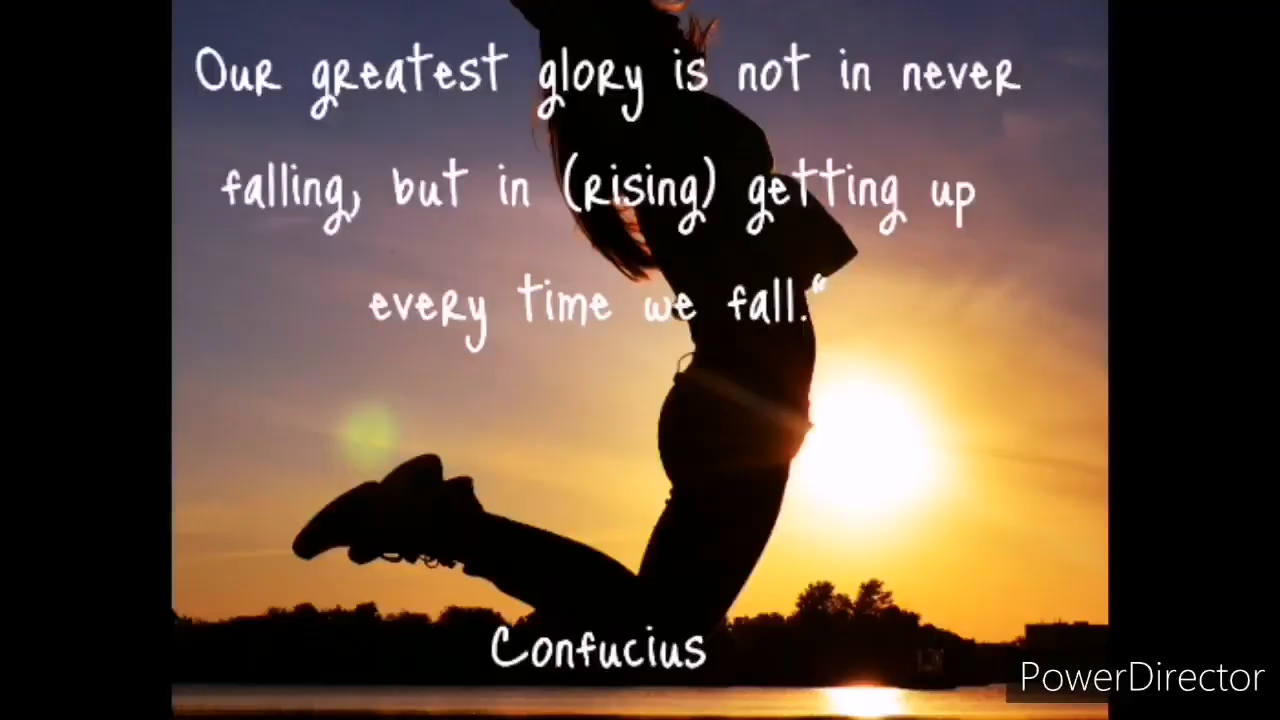 Our greatest glory is not in never
falling, but in (rising) getting up
every time we fall.“
Confucius
PowerDirector